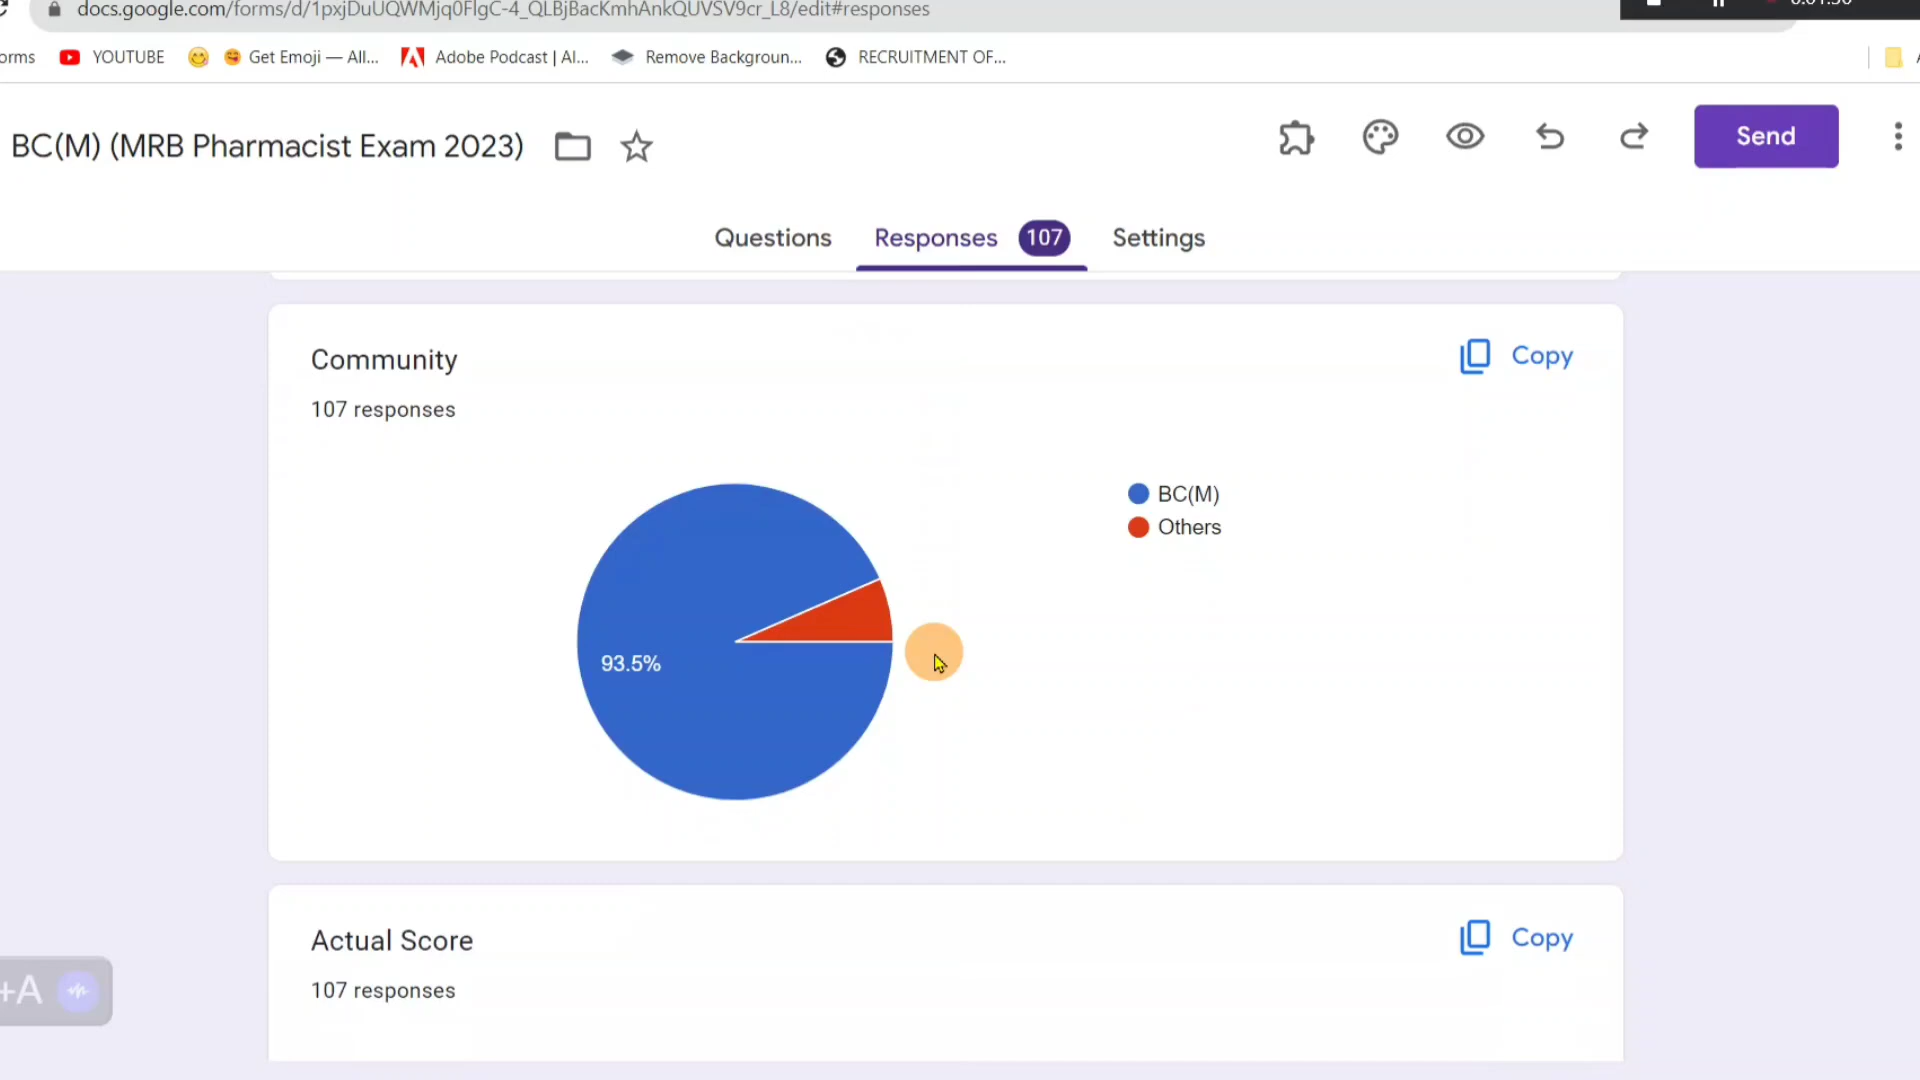 docs.google.com/forms/d/1pxjDuUQWMjq0FlgC-4_QLBjBacKmhAnkQUVSV9cr_L8/edit#responses
orms YOUTUBE Get Emoji — All... Adobe Podcast | AI... Remove Backgroun... RECRUITMENT OF...
BC(M) (MRB Pharmacist Exam 2023)
Send
Questions Responses 107 Settings
Community
Copy
107 responses
BC(M)
Others
93.5%
Actual Score
Copy
107 responses
+A